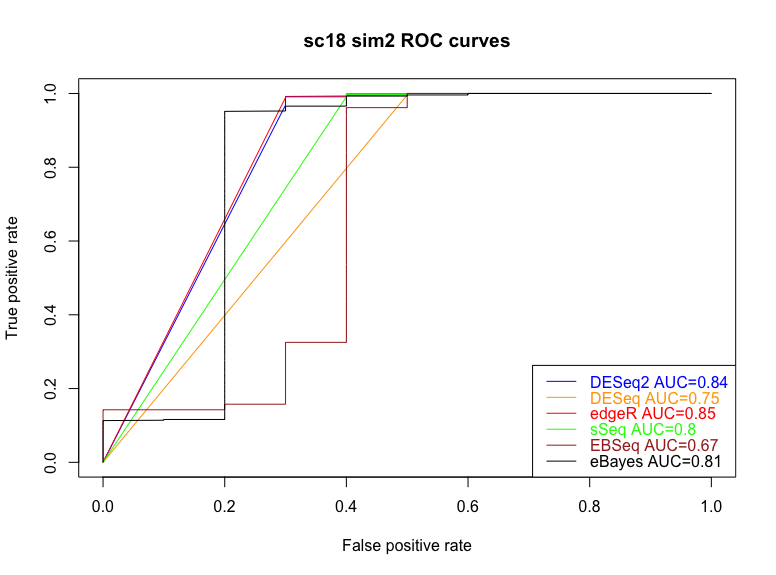 sc18 sim2 ROC curves
True positive rate
1.0
0.8
0.6
0.4
0.2
0.0
DESeq2 AUC=0.84
DESeq AUC=0.75
edgeR AUC=0.85
sSeq AUC=0.8
EBSeq AUC=0.67
eBayes AUC=0.81
0.0 0.2 0.4 0.6 0.8 1.0
False positive rate